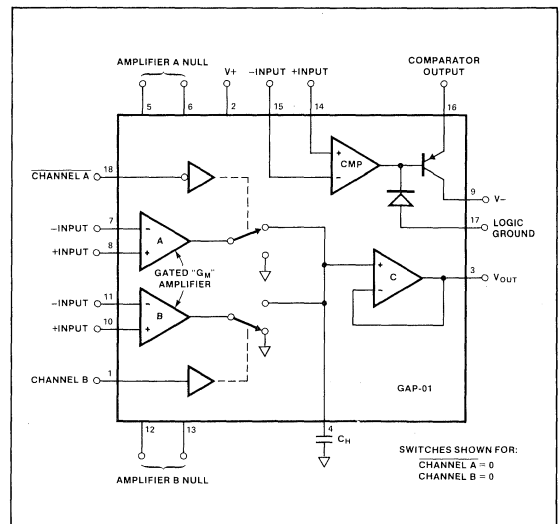 AMPLIFIER A NULL
V+ −INPUT +INPUT
COMPARATOR
OUTPUT
5 6 2 15 14 16
18
CHANNEL A
CMP
+
−
9
V−
17
LOGIC
GROUND
−INPUT 7 −
A
+INPUT 8 +
GATED "GM"
AMPLIFIER
+
C
−
3
VOUT
−INPUT 11 −
B
+INPUT 10 +
CHANNEL B 1
GAP-01
12 13
4
CH
AMPLIFIER B NULL
SWITCHES SHOWN FOR:
CHANNEL A = 0
CHANNEL B = 0